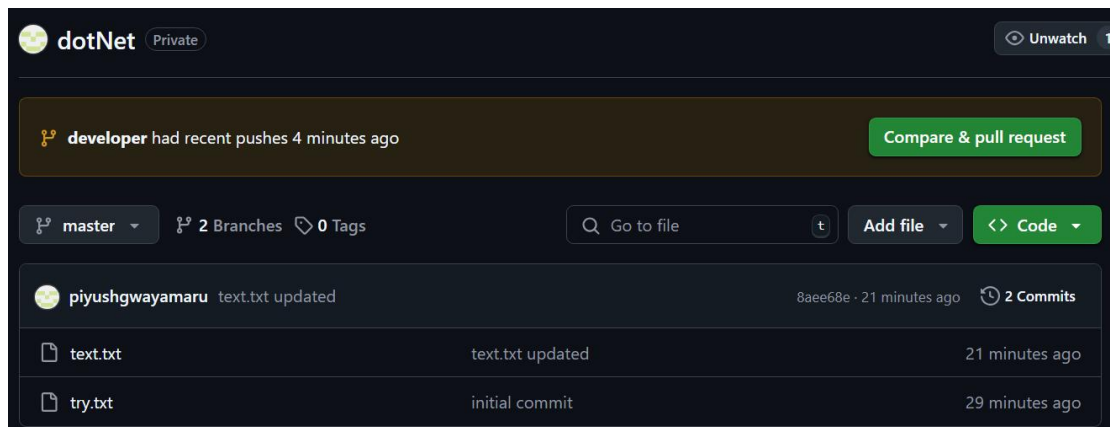 dotNet Private Unwatch 1
developer had recent pushes 4 minutes ago Compare & pull request
master 2 Branches 0 Tags Go to file t Add file <> Code
piyushgwayamaru text.txt updated 8aee68e · 21 minutes ago 2 Commits
text.txt text.txt updated 21 minutes ago
try.txt initial commit 29 minutes ago